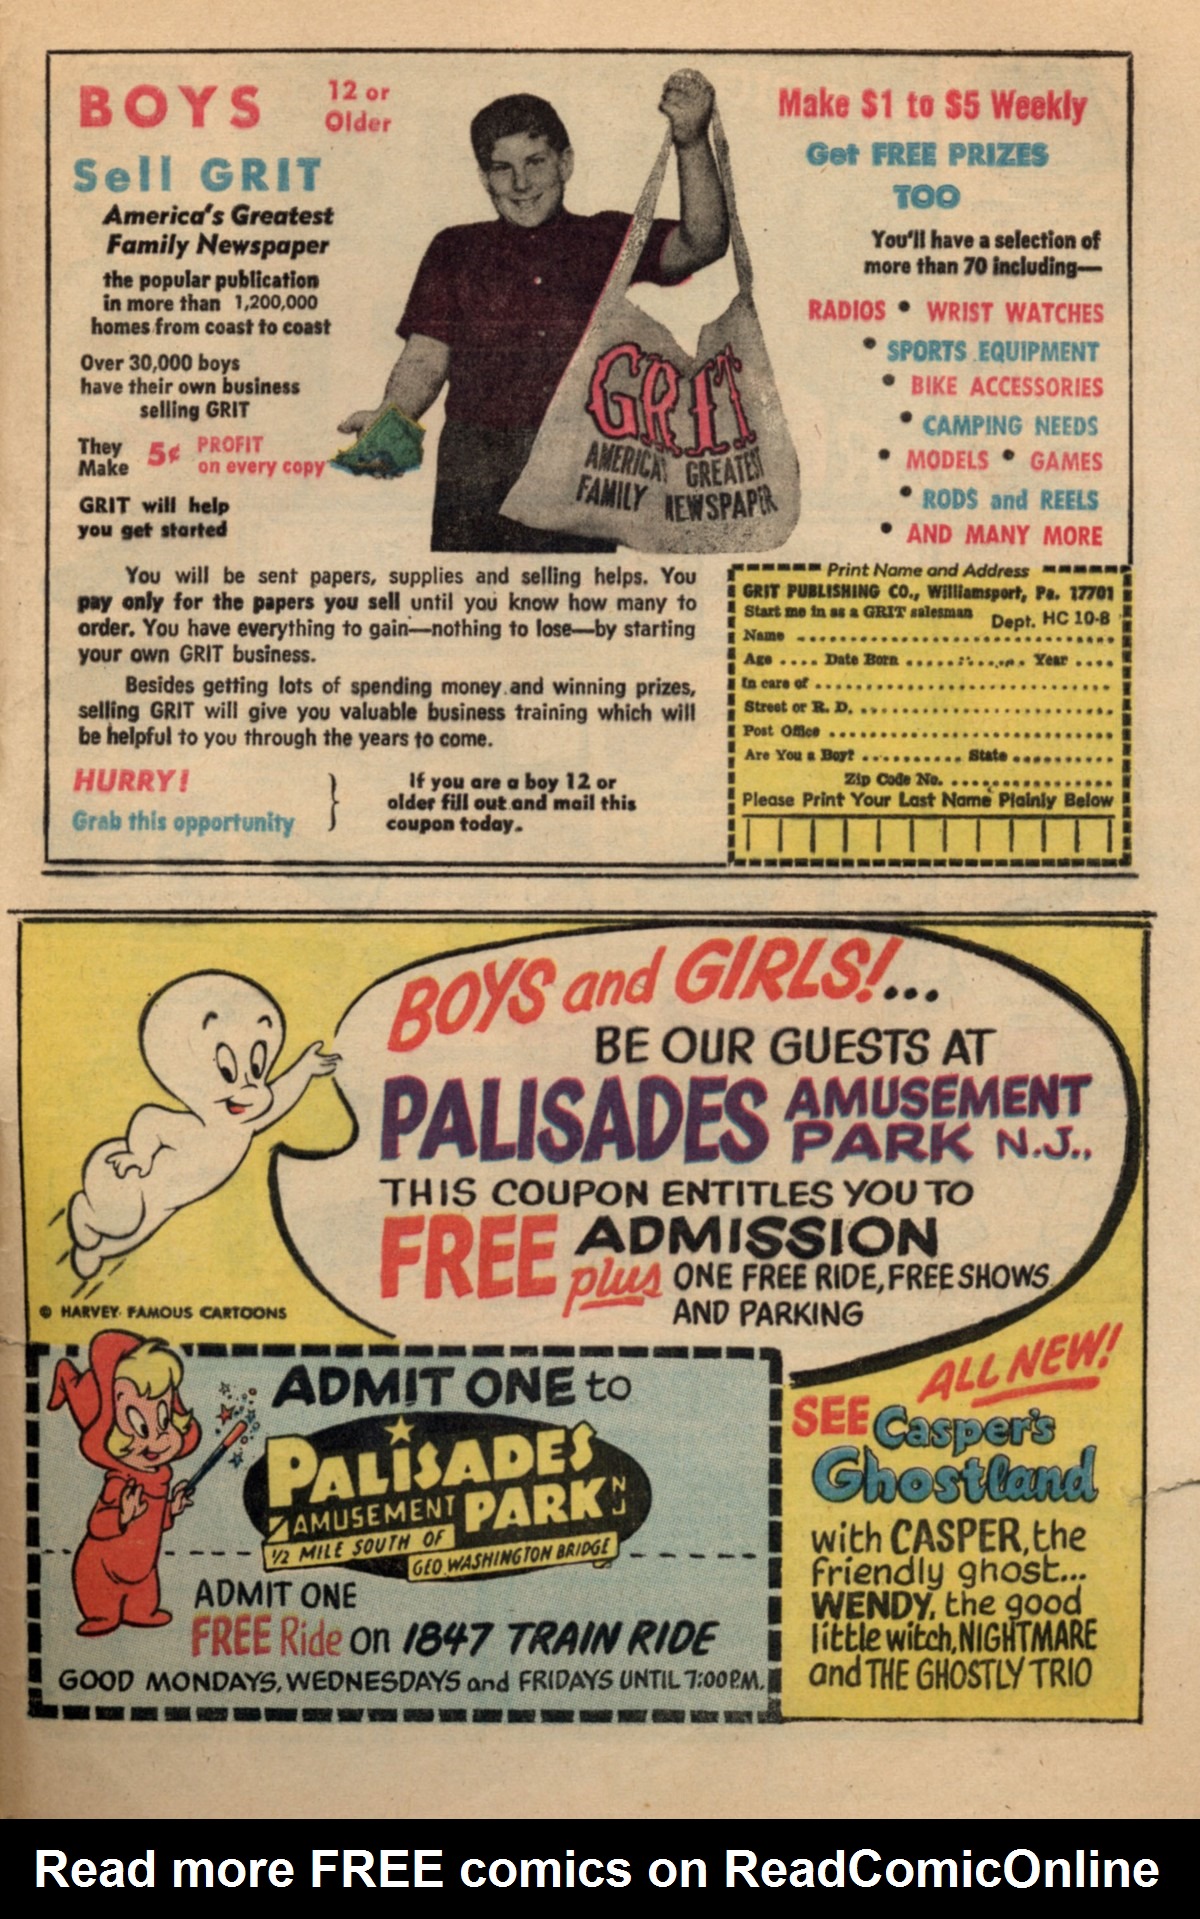 BOYS 12 or Older
Sell GRIT
America's Greatest
Family Newspaper
the popular publication
in more than 1,200,000
homes from coast to coast
Over 30,000 boys
have their own business
selling GRIT
They Make 5¢ PROFIT on every copy
GRIT will help
you get started
GRIT
AMERICA'S GREATEST
FAMILY NEWSPAPER
Make $1 to $5 Weekly
Get FREE PRIZES
TOO
You'll have a selection of
more than 70 including—
RADIOS • WRIST WATCHES
• SPORTS EQUIPMENT
• BIKE ACCESSORIES
• CAMPING NEEDS
• MODELS • GAMES
• RODS and REELS
• AND MANY MORE
You will be sent papers, supplies and selling helps. You
pay only for the papers you sell until you know how many to
order. You have everything to gain—nothing to lose—by starting
your own GRIT business.
Besides getting lots of spending money and winning prizes,
selling GRIT will give you valuable business training which will
be helpful to you through the years to come.
HURRY!
Grab this opportunity
If you are a boy 12 or
older fill out and mail this
coupon today.
Print Name and Address
GRIT PUBLISHING CO., Williamsport, Pa. 17701
Start me in as a GRIT salesman Dept. HC 10-8
Name
Age .... Date Born .... Year ....
In care of
Street or R. D.
Post Office
Are You a Boy? .......... State ..........
Zip Code No.
Please Print Your Last Name Plainly Below
BOYS and GIRLS!...
BE OUR GUESTS AT
PALISADES AMUSEMENT PARK N.J.,
THIS COUPON ENTITLES YOU TO
FREE ADMISSION
plus ONE FREE RIDE, FREE SHOWS
AND PARKING
© HARVEY FAMOUS CARTOONS
ADMIT ONE to
PALISADES
AMUSEMENT PARK NJ
1/2 MILE SOUTH OF
GEO. WASHINGTON BRIDGE
ADMIT ONE
FREE Ride on 1847 TRAIN RIDE
GOOD MONDAYS, WEDNESDAYS and FRIDAYS UNTIL 7:00 P.M.
ALL NEW!
SEE Casper's
Ghostland
with CASPER, the
friendly ghost...
WENDY, the good
little witch, NIGHTMARE
and THE GHOSTLY TRIO
Read more FREE comics on ReadComicOnline